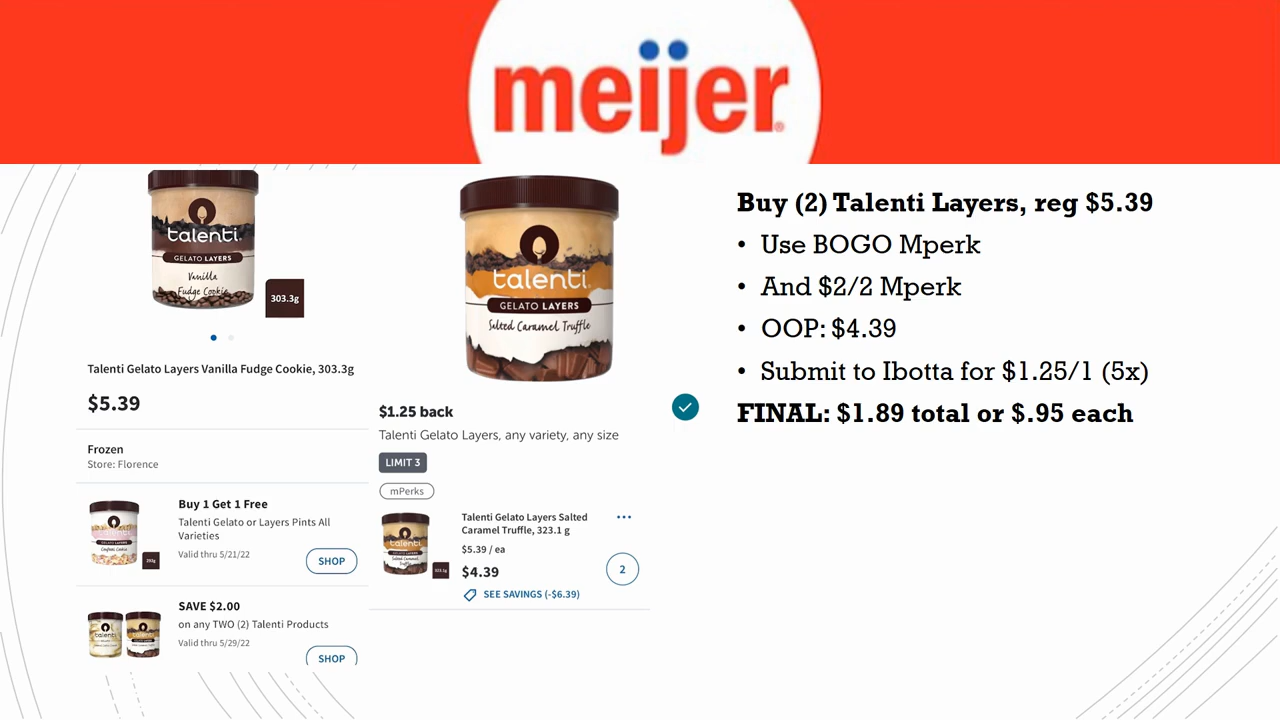 meijer
talenti
GELATO LAYERS
Vanilla
Fudge Cookie
303.3g
Talenti Gelato Layers Vanilla Fudge Cookie, 303.3g
$5.39
Frozen
Store: Florence
Buy 1 Get 1 Free
Talenti Gelato or Layers Pints All
Varieties
Valid thru 5/21/22
SHOP
SAVE $2.00
on any TWO (2) Talenti Products
Valid thru 5/29/22
SHOP
talenti
GELATO LAYERS
Salted Caramel Truffle
$1.25 back
Talenti Gelato Layers, any variety, any size
LIMIT 3
mPerks
Talenti Gelato Layers Salted
Caramel Truffle, 323.1 g
$5.39 / ea
$4.39
2
SEE SAVINGS (-$6.39)
Buy (2) Talenti Layers, reg $5.39
• Use BOGO Mperk
• And $2/2 Mperk
• OOP: $4.39
• Submit to Ibotta for $1.25/1 (5x)
FINAL: $1.89 total or $.95 each